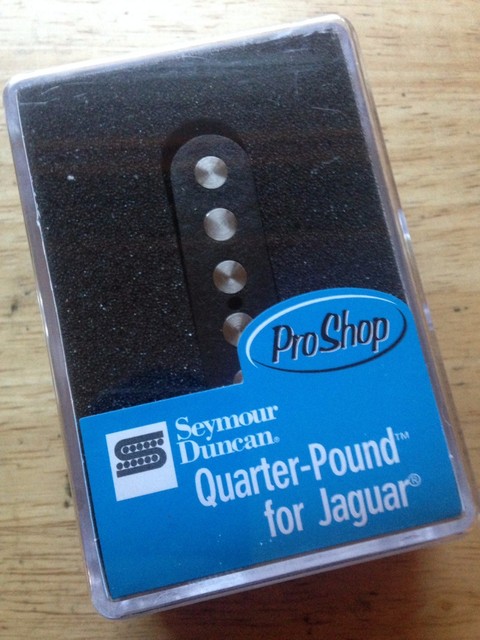 ProShop
Seymour
Duncan®
Quarter-Pound™
for Jaguar®